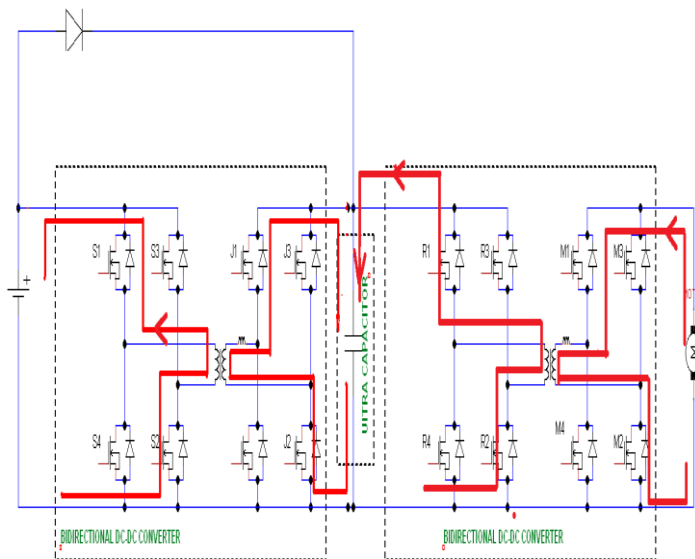 S1 S3 J1 J3 R1 R3 M1 M3
+
UITRA CAPACITOR
S4 S2 J2 R4 R2 M4 M2
BIDIRECTIONAL DC-DC CONVERTER
BIDIRECTIONAL DC-DC CONVERTER